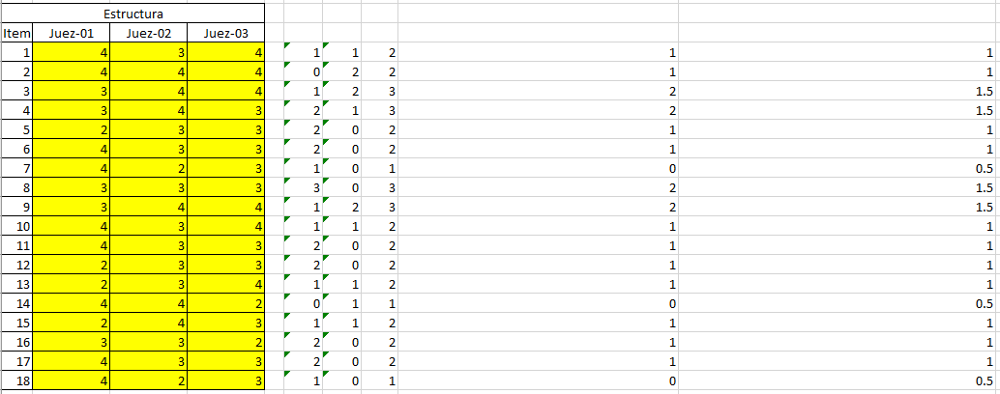 Estructura
Item Juez-01 Juez-02 Juez-03
1 4 3 4 1 1 2 1 1
2 4 4 4 0 2 2 1 1
3 3 4 4 1 2 3 2 1.5
4 3 4 3 2 1 3 2 1.5
5 2 3 3 2 0 2 1 1
6 4 3 3 2 0 2 1 1
7 4 2 3 1 0 1 0 0.5
8 3 3 3 3 0 3 2 1.5
9 3 4 4 1 2 3 2 1.5
10 4 3 4 1 1 2 1 1
11 4 3 3 2 0 2 1 1
12 2 3 3 2 0 2 1 1
13 2 3 4 1 1 2 1 1
14 4 4 2 0 1 1 0 0.5
15 2 4 3 1 1 2 1 1
16 3 3 2 2 0 2 1 1
17 4 3 3 2 0 2 1 1
18 4 2 3 1 0 1 0 0.5